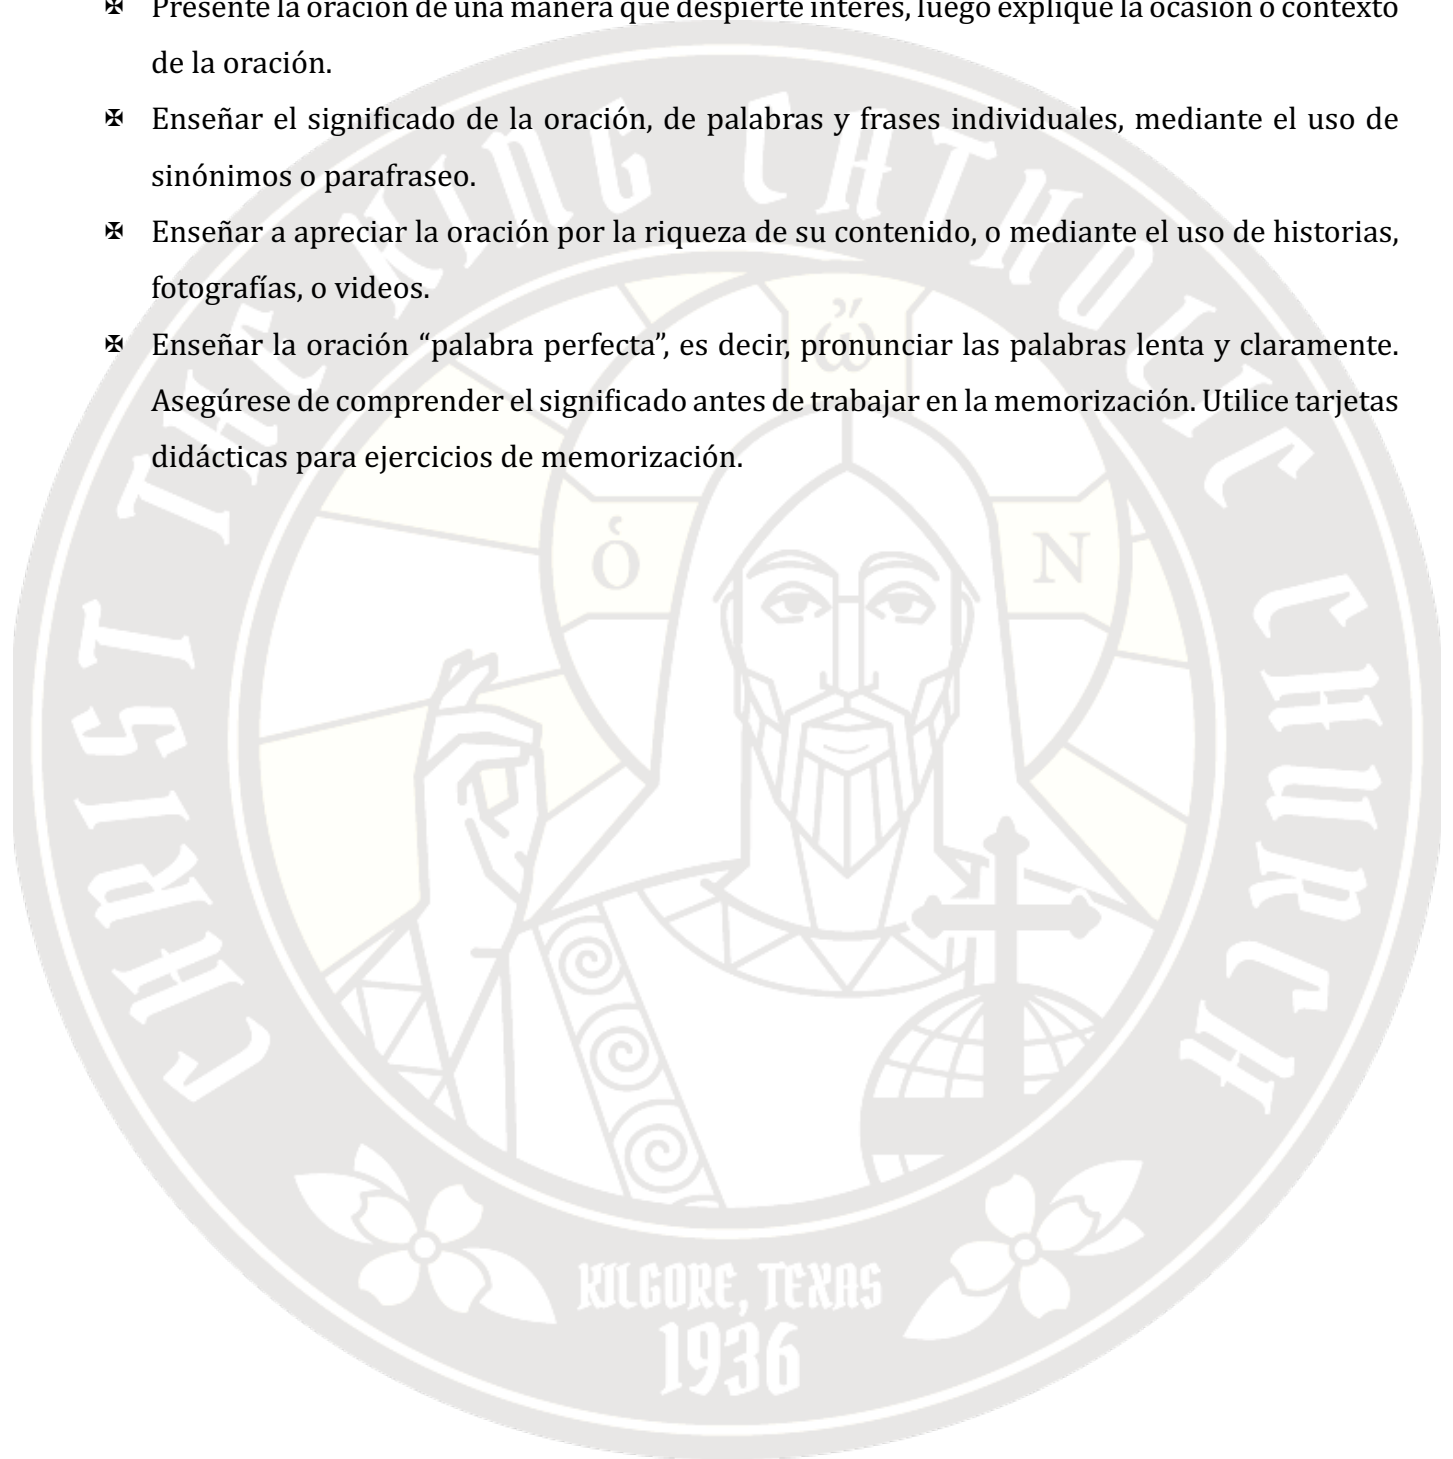 ✠ Presente la oración de una manera que despierte interés, luego explique la ocasión o contexto
de la oración.
✠ Enseñar el significado de la oración, de palabras y frases individuales, mediante el uso de
sinónimos o parafraseo.
✠ Enseñar a apreciar la oración por la riqueza de su contenido, o mediante el uso de historias,
fotografías, o videos.
✠ Enseñar la oración “palabra perfecta”, es decir, pronunciar las palabras lenta y claramente.
Asegúrese de comprender el significado antes de trabajar en la memorización. Utilice tarjetas
didácticas para ejercicios de memorización.
CHRIST THE KING CATHOLIC CHURCH
ὤ
ὁ
N
KILGORE, TEXAS
1936